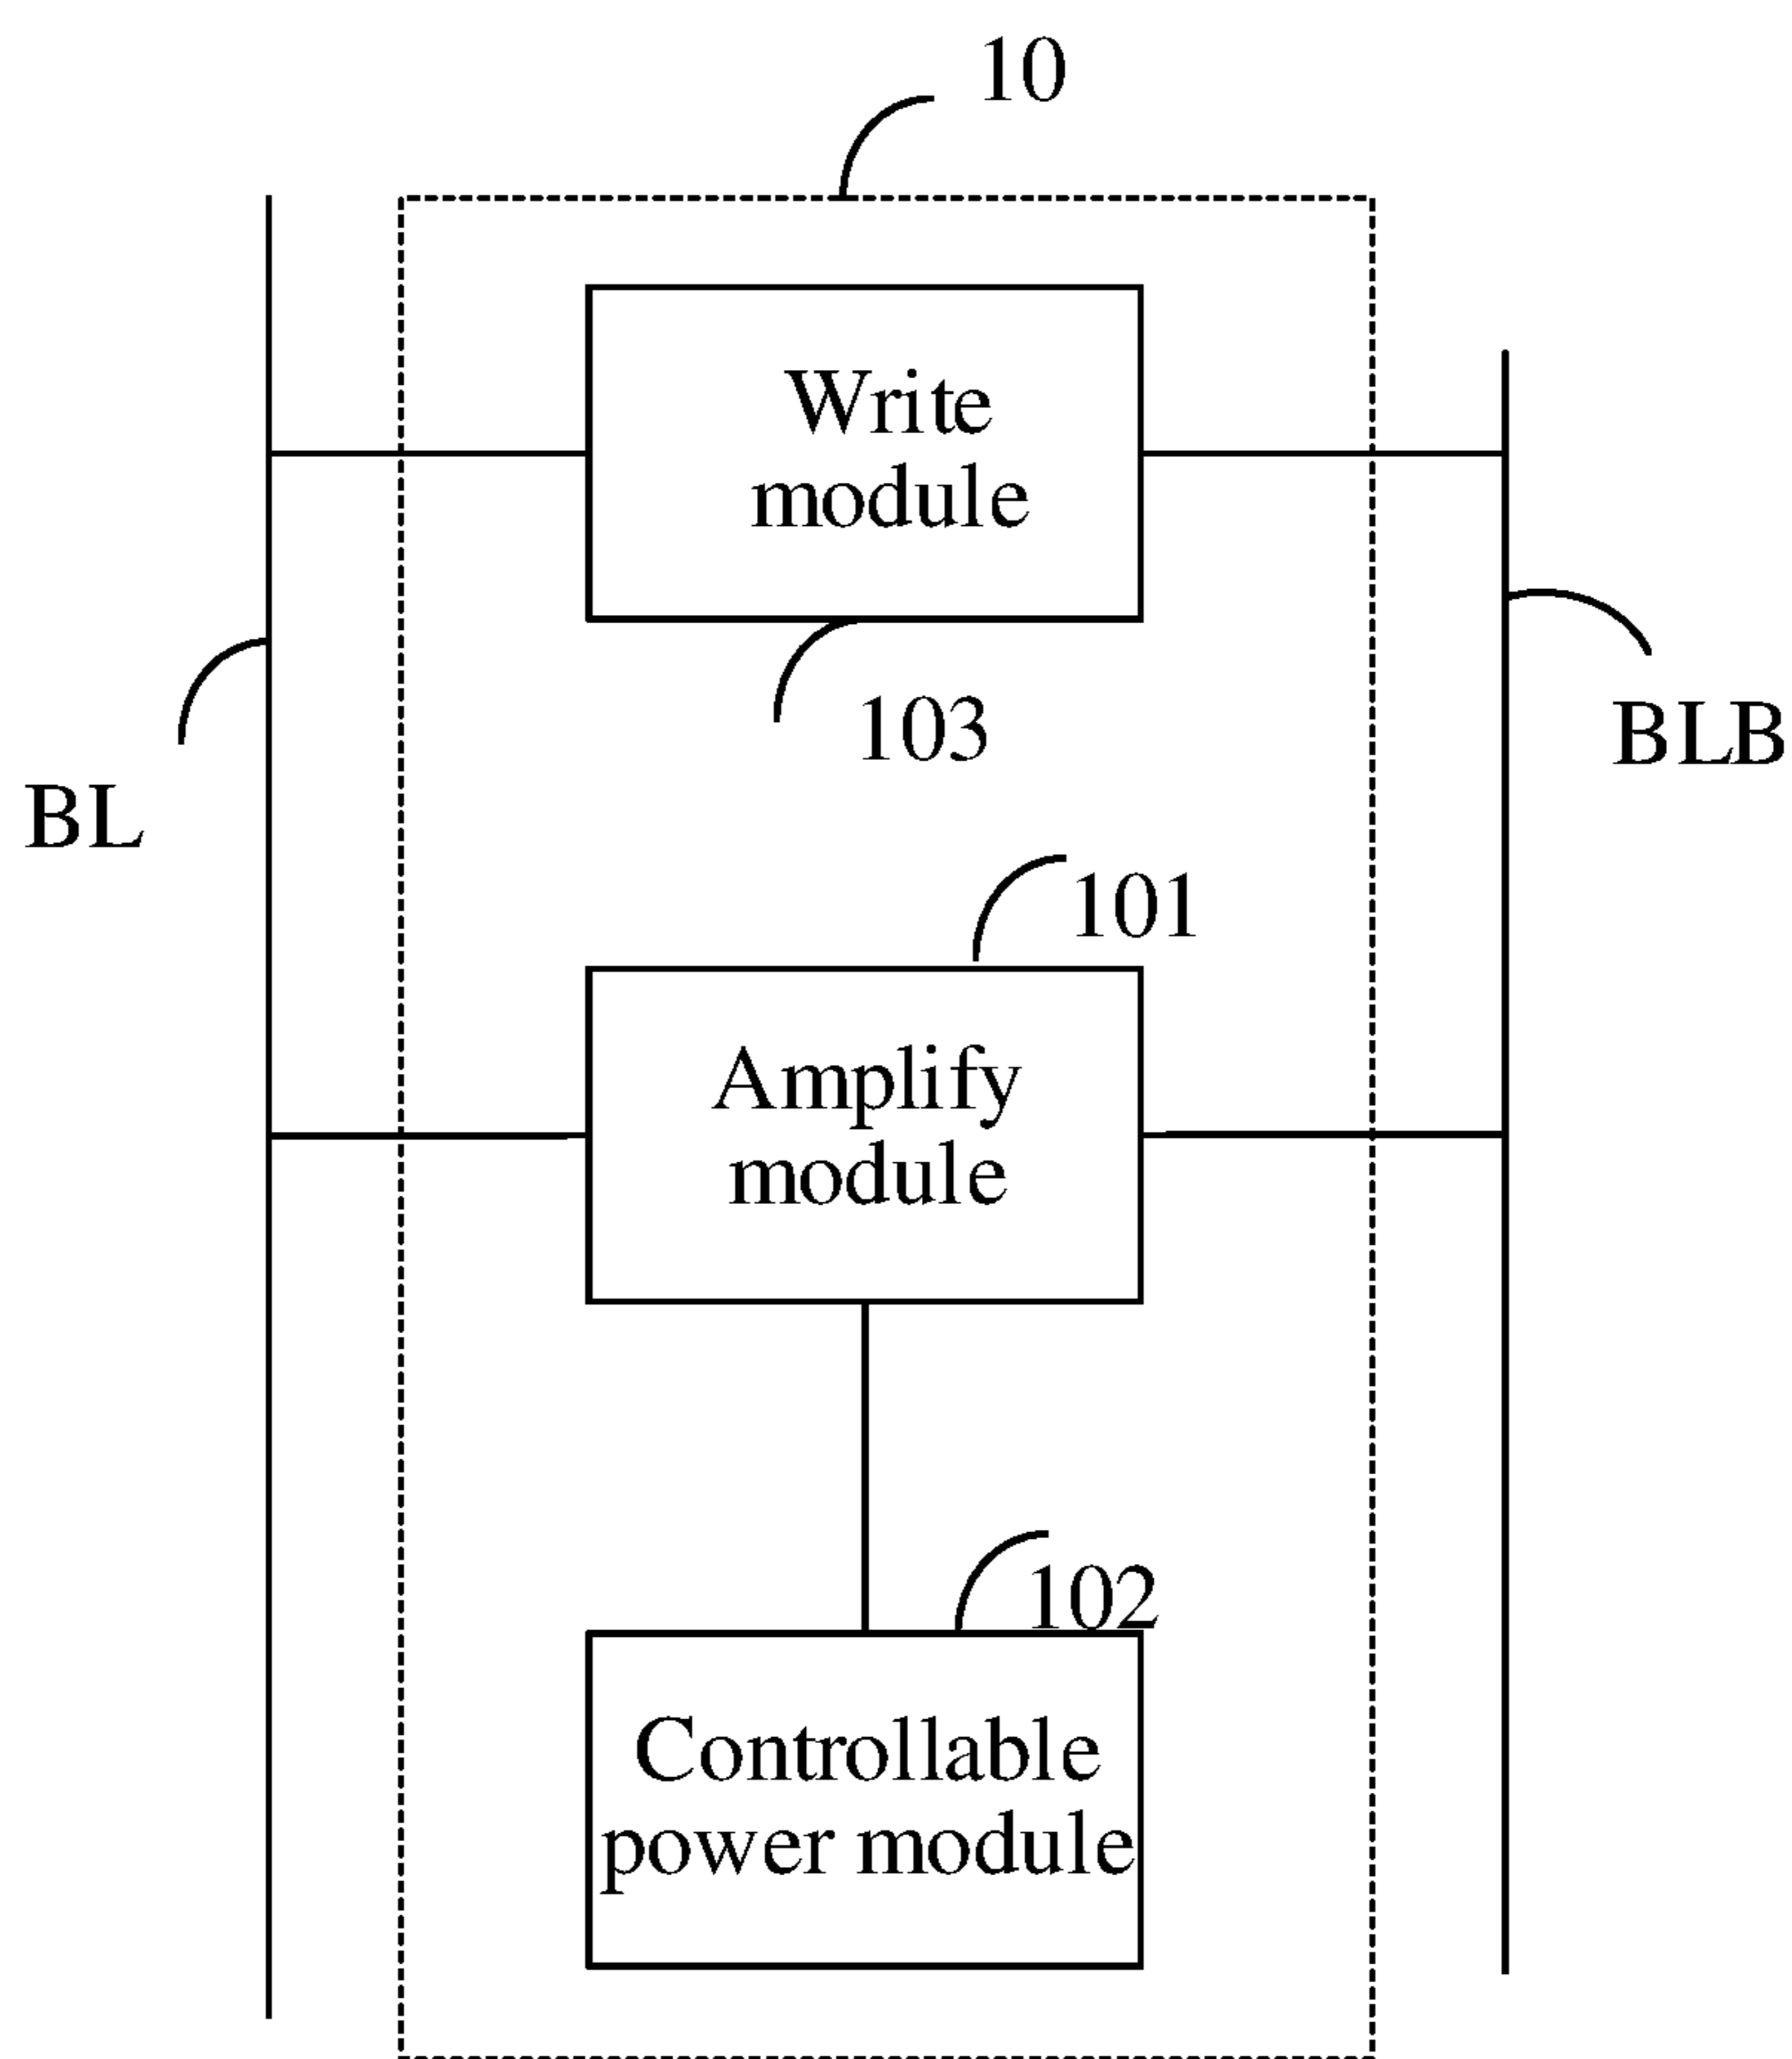 10
Write
module
103
BLB
BL
101
Amplify
module
102
Controllable
power module